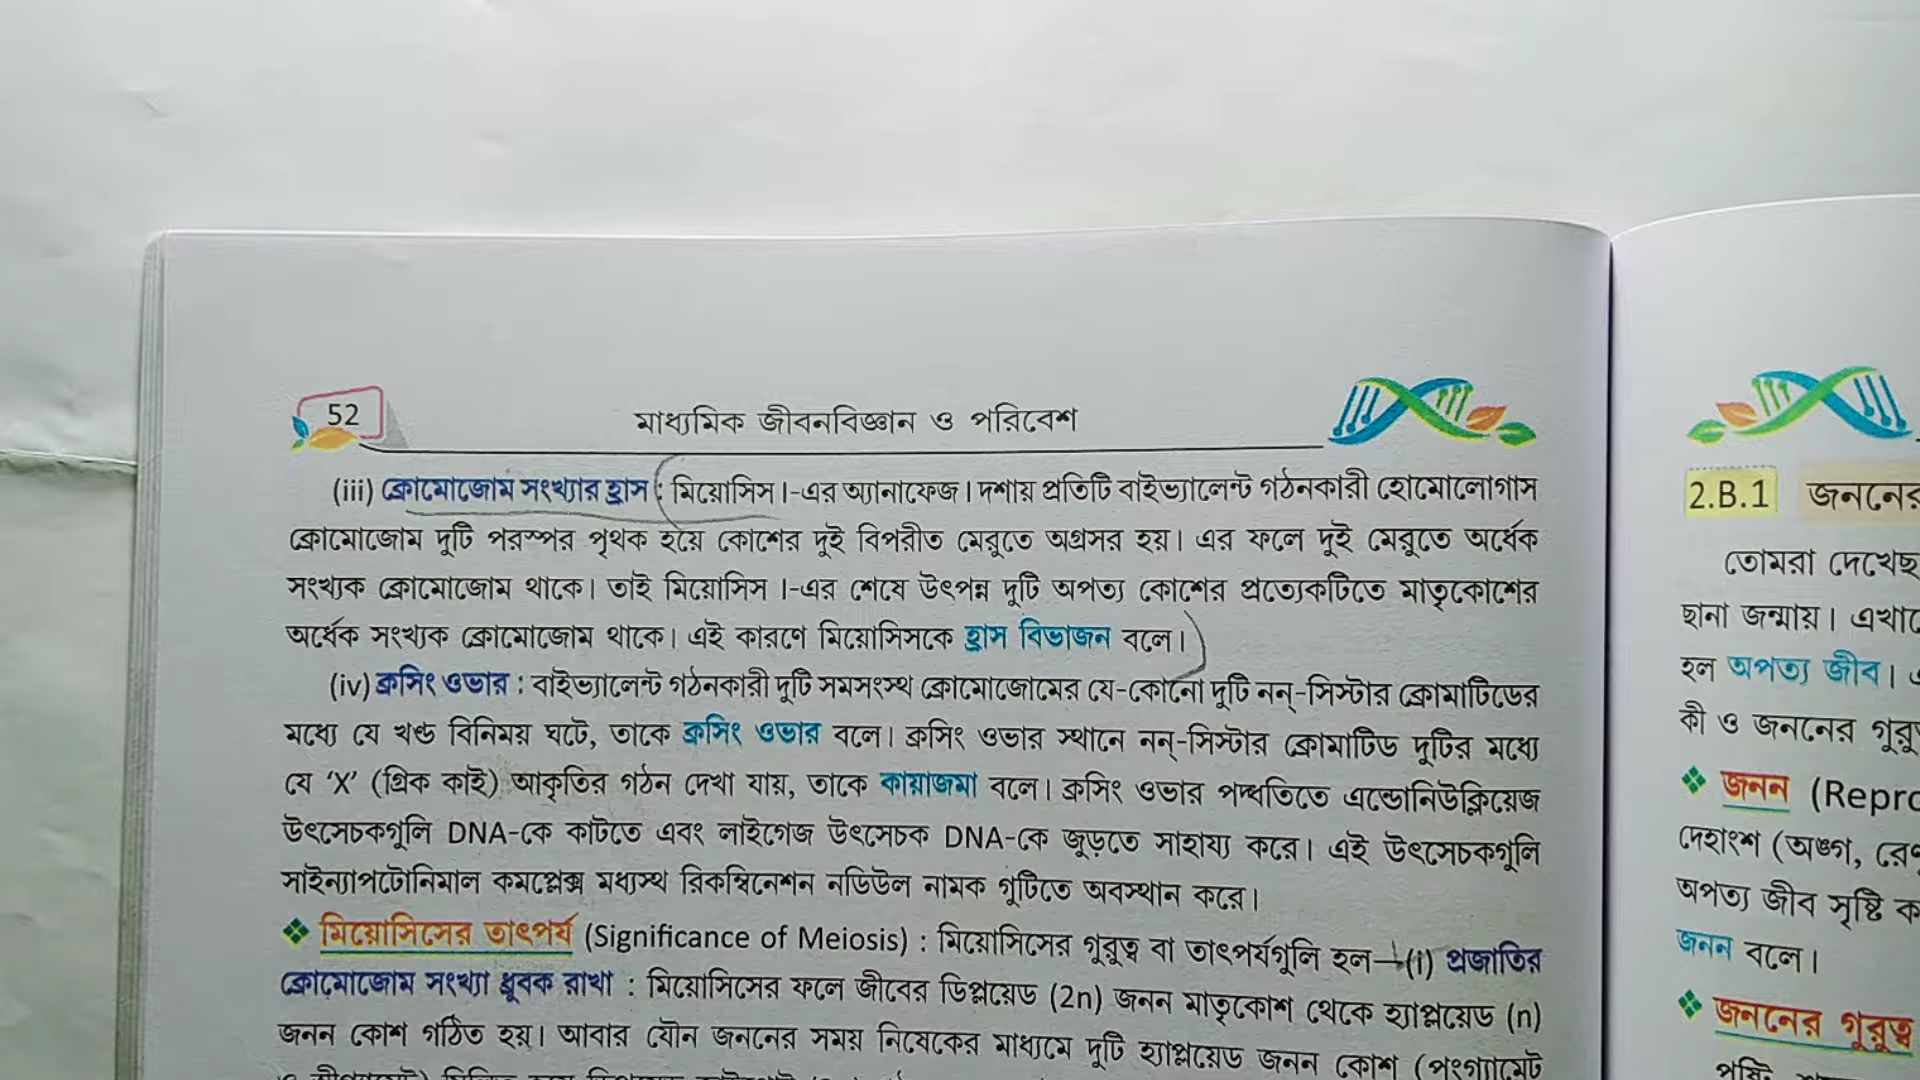 52
মাধ্যমিক জীবনবিজ্ঞান ও পরিবেশ
(iii) ক্রোমোজোম সংখ্যার হ্রাস : মিয়োসিস I-এর অ্যানাফেজ I দশায় প্রতিটি বাইভ্যালেন্ট গঠনকারী হোমোলোগাস
ক্রোমোজোম দুটি পরস্পর পৃথক হয়ে কোশের দুই বিপরীত মেরুতে অগ্রসর হয়। এর ফলে দুই মেরুতে অর্ধেক
সংখ্যক ক্রোমোজোম থাকে। তাই মিয়োসিস I-এর শেষে উৎপন্ন দুটি অপত্য কোশের প্রত্যেকটিতে মাতৃকোশের
অর্ধেক সংখ্যক ক্রোমোজোম থাকে। এই কারণে মিয়োসিসকে হ্রাস বিভাজন বলে।
(iv) ক্রসিং ওভার : বাইভ্যালেন্ট গঠনকারী দুটি সমসংস্থ ক্রোমোজোমের যে-কোনো দুটি নন্-সিস্টার ক্রোমাটিডের
মধ্যে যে খণ্ড বিনিময় ঘটে, তাকে ক্রসিং ওভার বলে। ক্রসিং ওভার স্থানে নন্-সিস্টার ক্রোমাটিড দুটির মধ্যে
যে ‘X’ (গ্রিক কাই) আকৃতির গঠন দেখা যায়, তাকে কায়াজমা বলে। ক্রসিং ওভার পদ্ধতিতে এন্ডোনিউক্লিয়েজ
উৎসেচকগুলি DNA-কে কাটতে এবং লাইগেজ উৎসেচক DNA-কে জুড়তে সাহায্য করে। এই উৎসেচকগুলি
সাইন্যাপটোনিমাল কমপ্লেক্স মধ্যস্থ রিকম্বিনেশন নডিউল নামক গুটিতে অবস্থান করে।
❖ মিয়োসিসের তাৎপর্য (Significance of Meiosis) : মিয়োসিসের গুরুত্ব বা তাৎপর্যগুলি হল—(i) প্রজাতির
ক্রোমোজোম সংখ্যা ধ্রুবক রাখা : মিয়োসিসের ফলে জীবের ডিপ্লয়েড (2n) জনন মাতৃকোশ থেকে হ্যাপ্লয়েড (n)
জনন কোশ গঠিত হয়। আবার যৌন জননের সময় নিষেকের মাধ্যমে দুটি হ্যাপ্লয়েড জনন কোশ (পুংগ্যামেট
2.B.1 জননের
তোমরা দেখেছ
ছানা জন্মায়। এখা
হল অপত্য জীব।
কী ও জননের গুরু
❖ জনন (Repro
দেহাংশ (অঙ্গ, রেণু
অপত্য জীব সৃষ্টি ক
জনন বলে।
❖ জননের গুরুত্ব